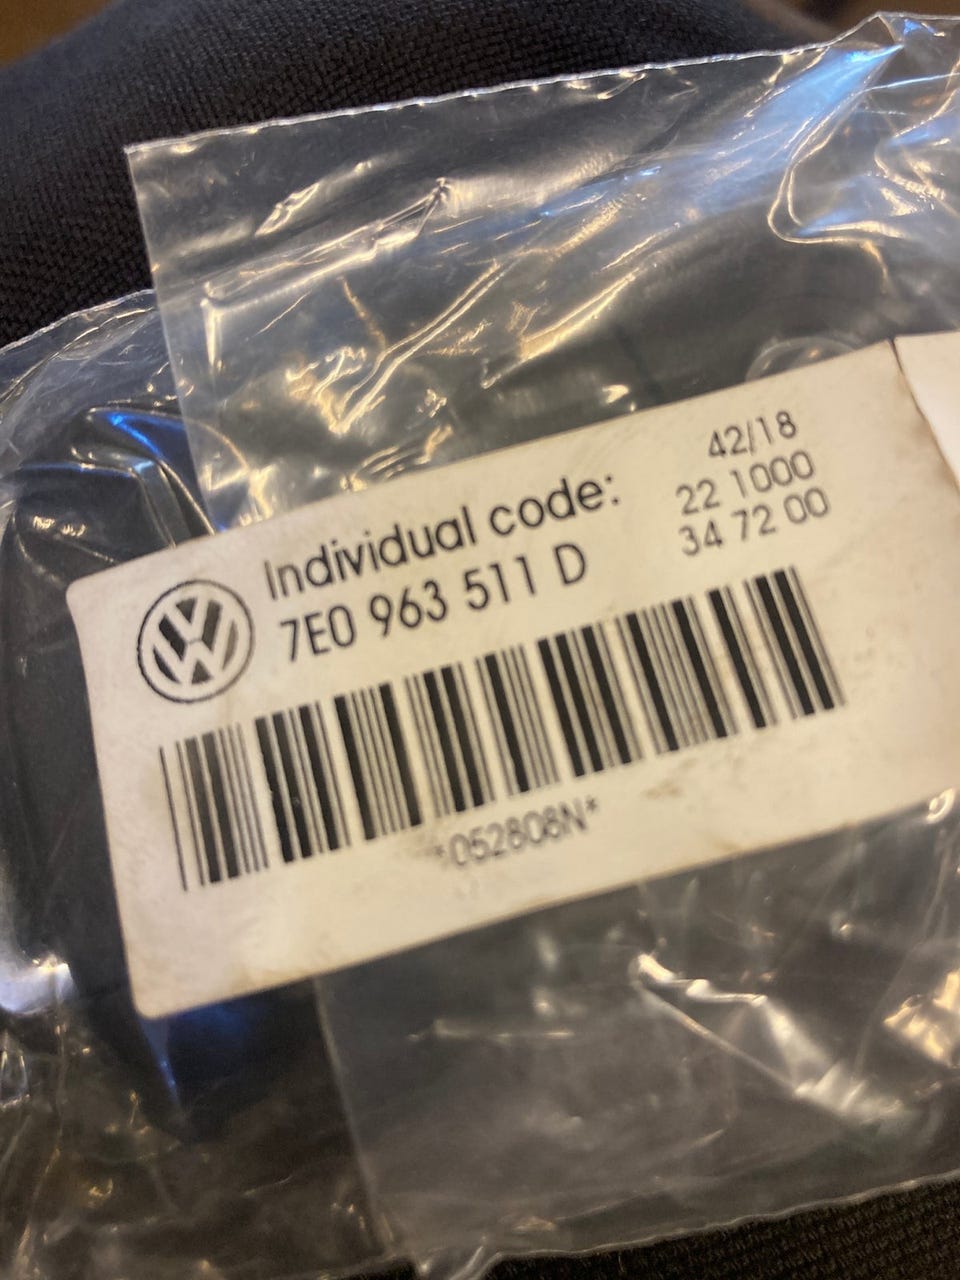 42/18
Individual code: 22 1000
7E0 963 511 D 34 72 00
*052808N*